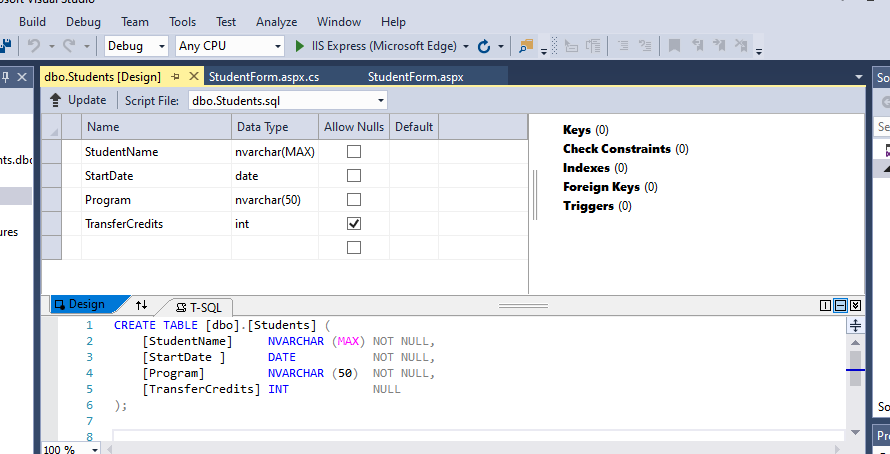 osoft Visual Studio
Build Debug Team Tools Test Analyze Window Help
Debug Any CPU IIS Express (Microsoft Edge)
dbo.Students [Design] StudentForm.aspx.cs StudentForm.aspx So
Update Script File: dbo.Students.sql
Name Data Type Allow Nulls Default
StudentName nvarchar(MAX)
StartDate date
Program nvarchar(50)
TransferCredits int
Keys (0)
Check Constraints (0)
Indexes (0)
Foreign Keys (0)
Triggers (0)
Se
nts.dbo
ures
Design T-SQL
1 CREATE TABLE [dbo].[Students] (
2 [StudentName] NVARCHAR (MAX) NOT NULL,
3 [StartDate ] DATE NOT NULL,
4 [Program] NVARCHAR (50) NOT NULL,
5 [TransferCredits] INT NULL
6 );
7
8
100 %
So
Pr